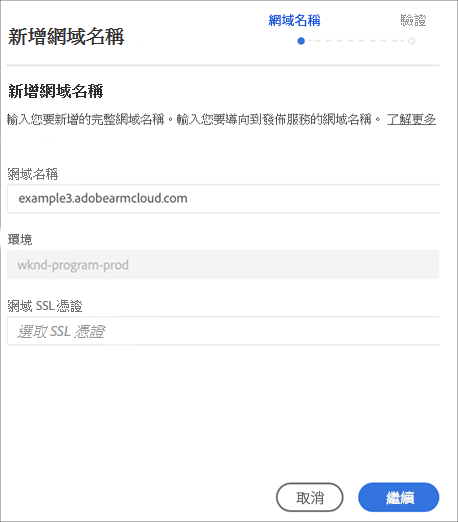 網域名稱
驗證
新增網域名稱
新增網域名稱
輸入您要新增的完整網域名稱。輸入您要導向到發佈服務的網域名稱。 了解更多
網域名稱
example3.adobearmcloud.com
環境
wknd-program-prod
網域 SSL 憑證
選取 SSL 憑證
取消
繼續